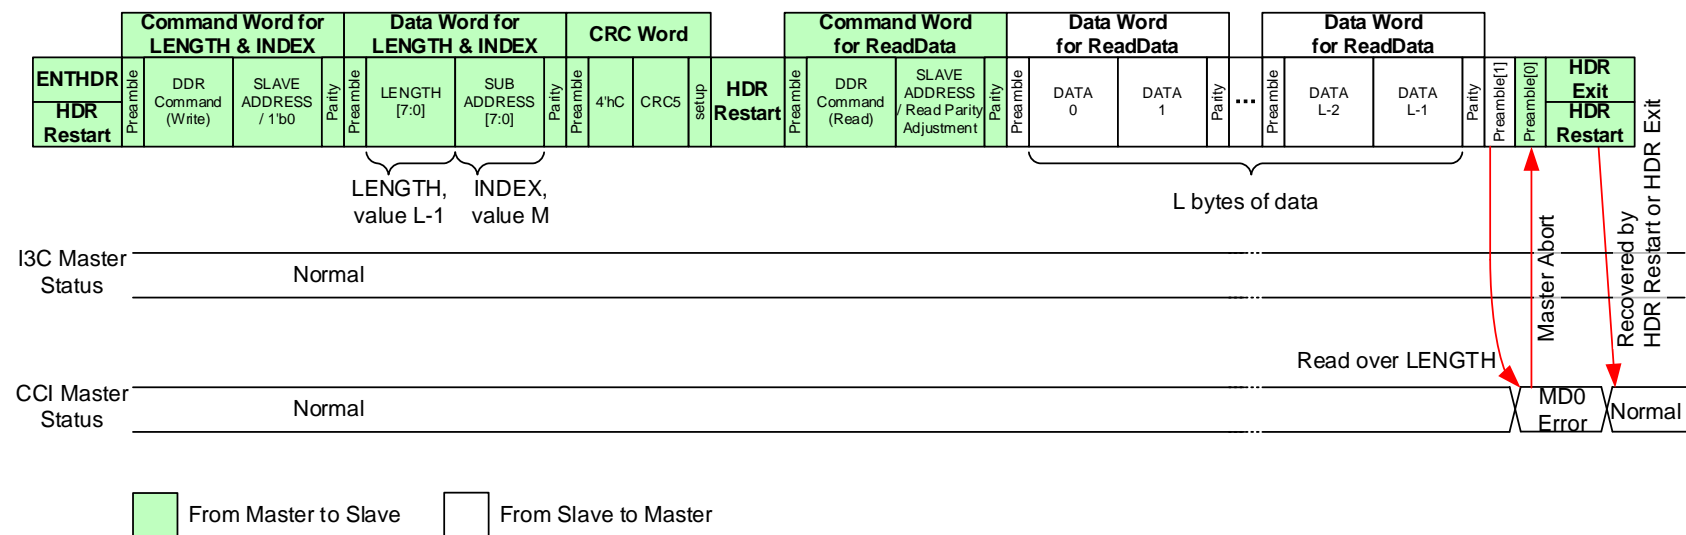 Command Word for
LENGTH & INDEX
Data Word for
LENGTH & INDEX
CRC Word
Command Word
for ReadData
Data Word
for ReadData
Data Word
for ReadData
ENTHDR
HDR
Restart
Preamble
DDR
Command
(Write)
SLAVE
ADDRESS
/ 1'b0
Parity
Preamble
LENGTH
[7:0]
SUB
ADDRESS
[7:0]
Parity
Preamble
4'hC
CRC5
setup
HDR
Restart
Preamble
DDR
Command
(Read)
SLAVE
ADDRESS
/ Read Parity
Adjustment
Parity
Preamble
DATA
0
DATA
1
Parity
...
Preamble
DATA
L-2
DATA
L-1
Parity
Preamble[1]
Preamble[0]
HDR
Exit
HDR
Restart
LENGTH,
value L-1
INDEX,
value M
L bytes of data
Master Abort
Recovered by
HDR Restart or HDR Exit
I3C Master
Status
Normal
Read over LENGTH
CCI Master
Status
Normal
MD0
Error
Normal
From Master to Slave
From Slave to Master